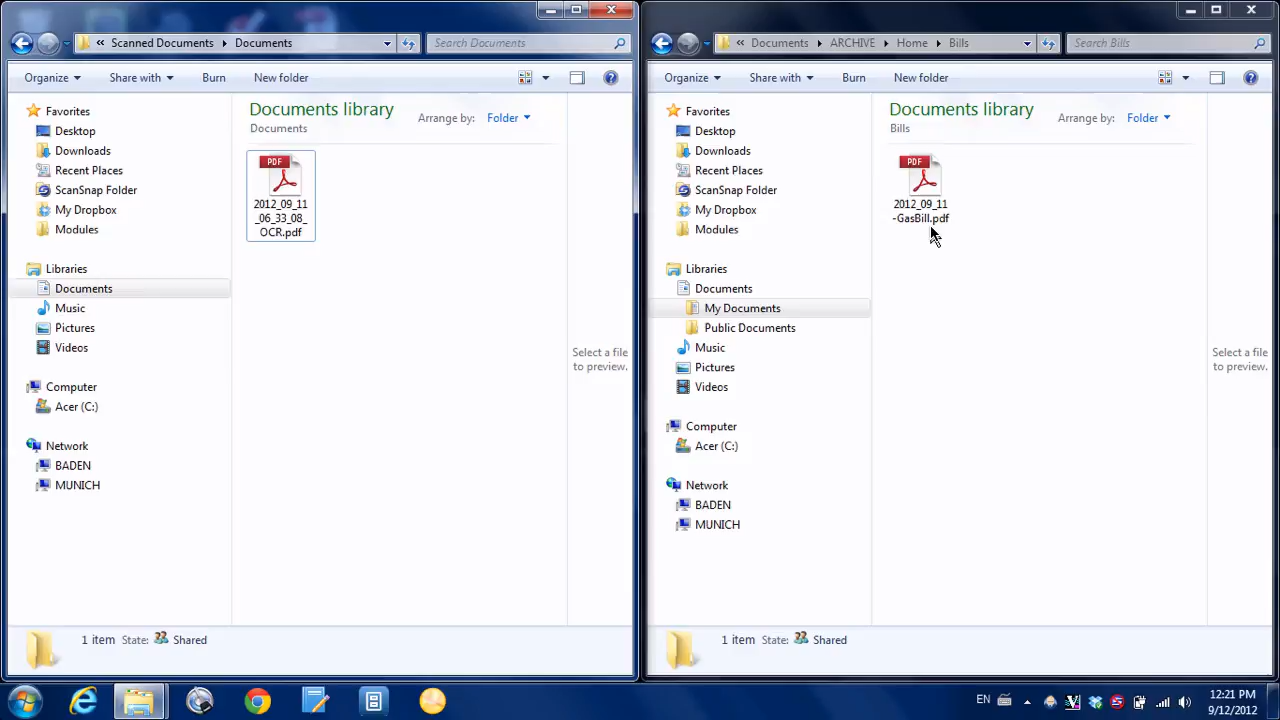 Scanned Documents
Documents
Search Documents
Organize
Share with
Burn
New folder
Favorites
Desktop
Downloads
Recent Places
ScanSnap Folder
My Dropbox
Modules
Libraries
Documents
Music
Pictures
Videos
Computer
Acer (C:)
Network
BADEN
MUNICH
Documents library
Documents
Arrange by:
Folder
PDF
2012_09_11
_06_33_08_
OCR.pdf
Select a file
to preview.
1 item
State:
Shared
Documents
ARCHIVE
Home
Bills
Search Bills
Organize
Share with
Burn
New folder
Favorites
Desktop
Downloads
Recent Places
ScanSnap Folder
My Dropbox
Modules
Libraries
Documents
My Documents
Public Documents
Music
Pictures
Videos
Computer
Acer (C:)
Network
BADEN
MUNICH
Documents library
Bills
Arrange by:
Folder
PDF
2012_09_11
-GasBill.pdf
Select a file
to preview.
1 item
State:
Shared
EN
12:21 PM
9/12/2012